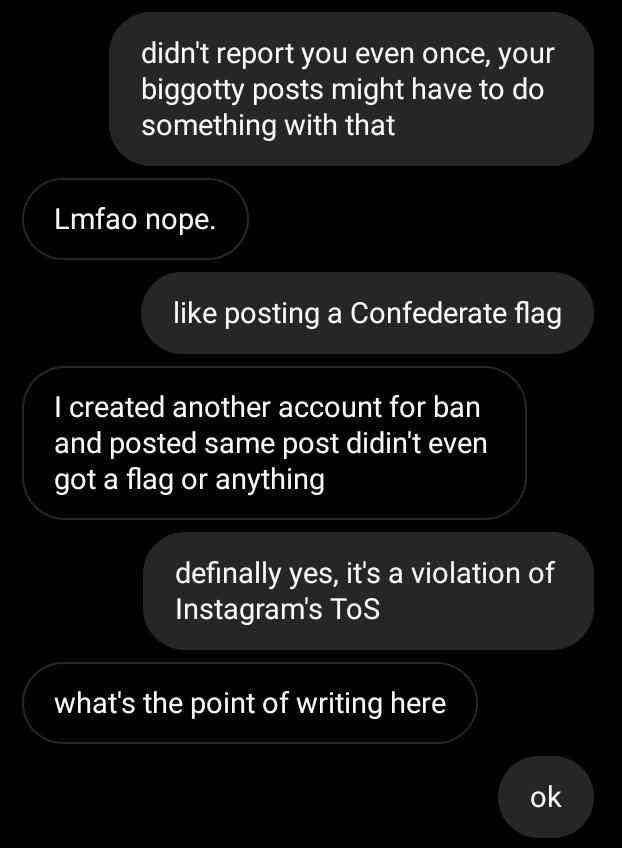 didn't report you even once, your
biggotty posts might have to do
something with that
Lmfao nope.
like posting a Confederate flag
I created another account for ban
and posted same post didin't even
got a flag or anything
definally yes, it's a violation of
Instagram's ToS
what's the point of writing here
ok